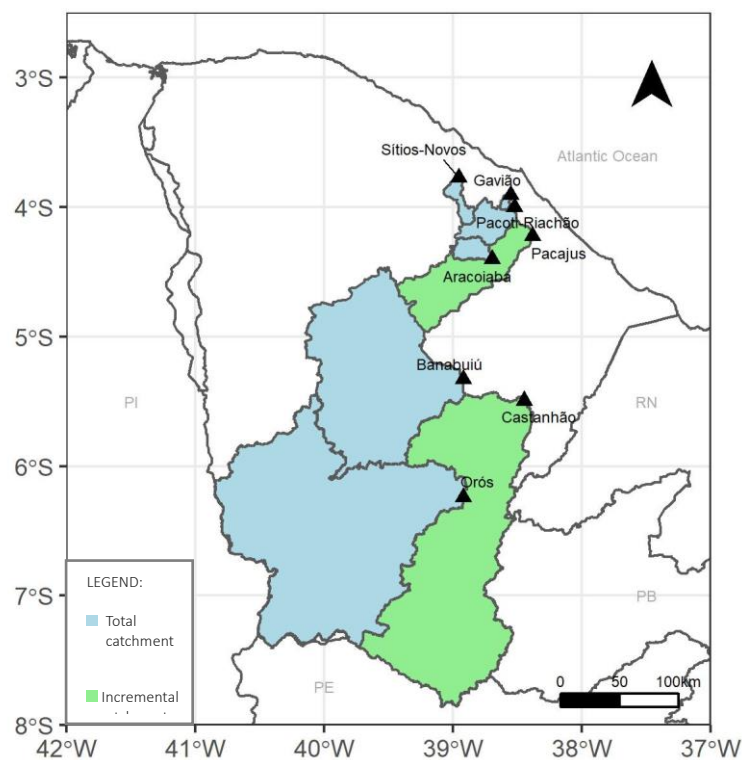 3°S
Sítios-Novos
Atlantic Ocean
Gavião
4°S
Pacoti-Riachão
Pacajus
Aracoiaba
5°S
Banabuiú
PI
RN
Castanhão
6°S
Orós
7°S
LEGEND:
PB
Total
catchment
PE
0 50 100km
Incremental
8°S
42°W 41°W 40°W 39°W 38°W 37°W